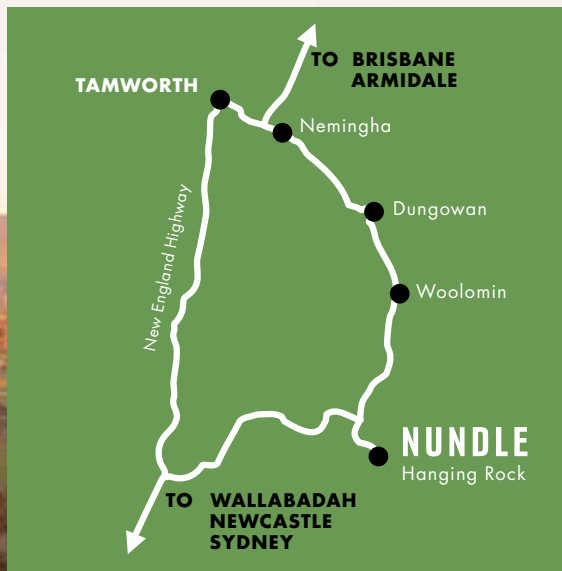 TO BRISBANE
ARMIDALE
TAMWORTH
Nemingha
Dungowan
New England Highway
Woolomin
NUNDLE
Hanging Rock
TO WALLABADAH
NEWCASTLE
SYDNEY